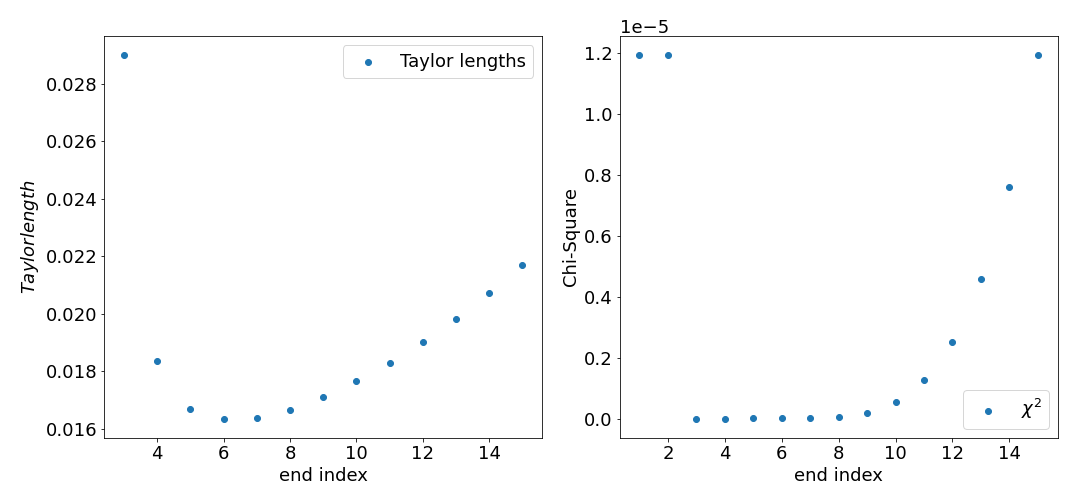 Taylor lengths
0.028
0.026
0.024
0.022
0.020
0.018
0.016
Taylorlength
4 6 8 10 12 14
end index
1e−5
1.2
1.0
0.8
0.6
0.4
0.2
0.0
Chi-Square
χ²
2 4 6 8 10 12 14
end index